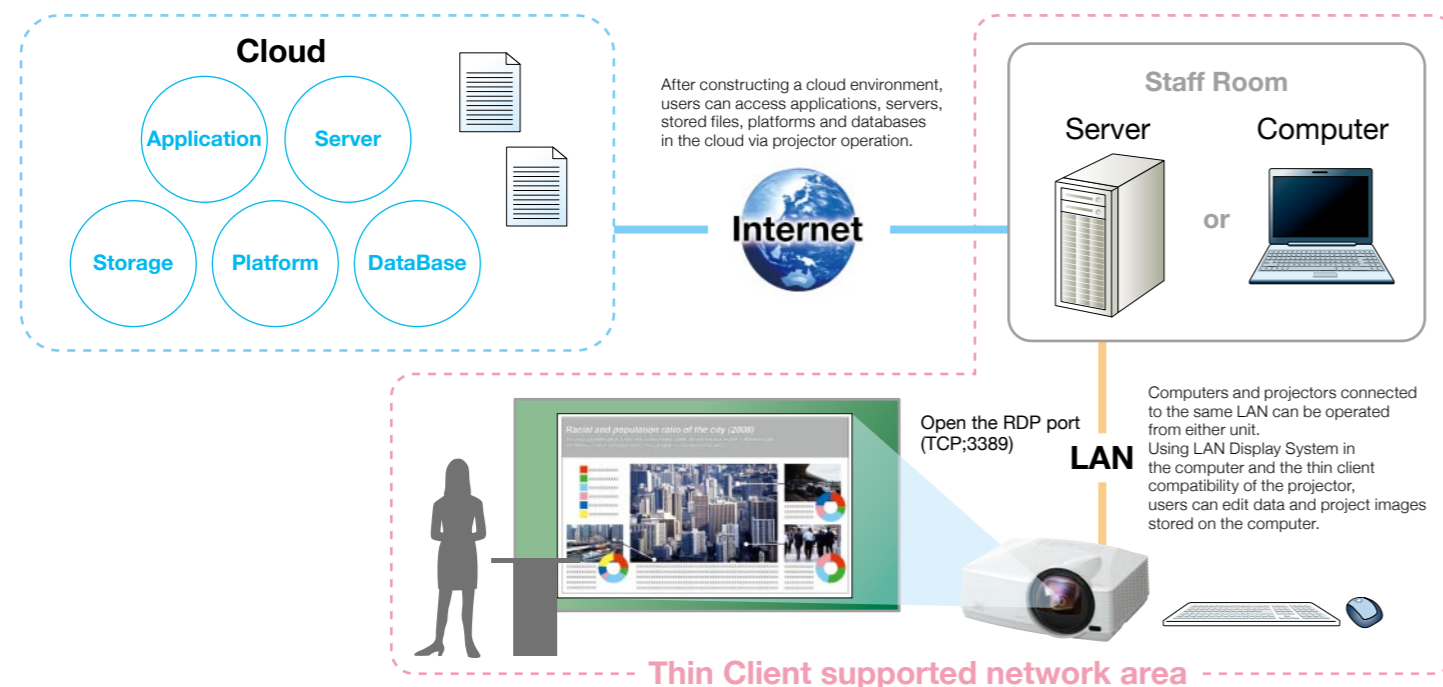 Cloud
Application
Server
Storage
Platform
DataBase
After constructing a cloud environment,
users can access applications, servers,
stored files, platforms and databases
in the cloud via projector operation.
Internet
Staff Room
Server
Computer
or
Open the RDP port
(TCP;3389)
LAN
Computers and projectors connected
to the same LAN can be operated
from either unit.
Using LAN Display System in
the computer and the thin client
compatibility of the projector,
users can edit data and project images
stored on the computer.
Racial and population ratio of the city (2008)
Thin Client supported network area